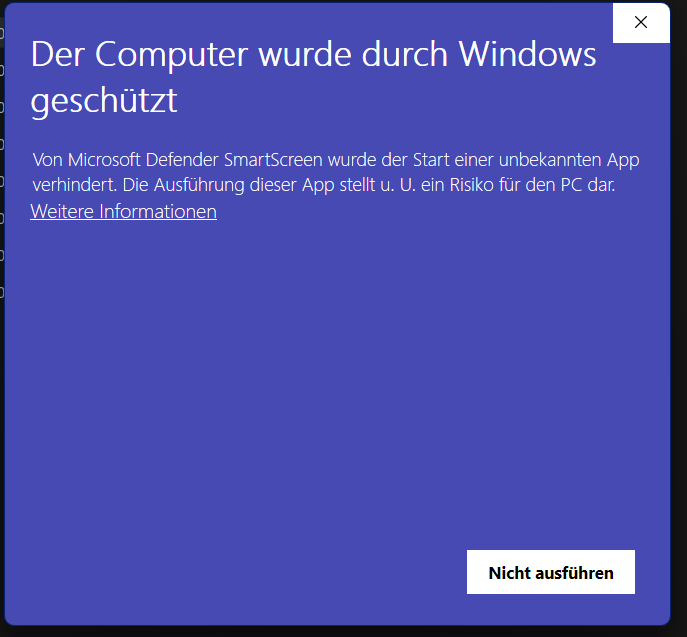 Der Computer wurde durch Windows
geschützt
Von Microsoft Defender SmartScreen wurde der Start einer unbekannten App
verhindert. Die Ausführung dieser App stellt u. U. ein Risiko für den PC dar.
Weitere Informationen
Nicht ausführen